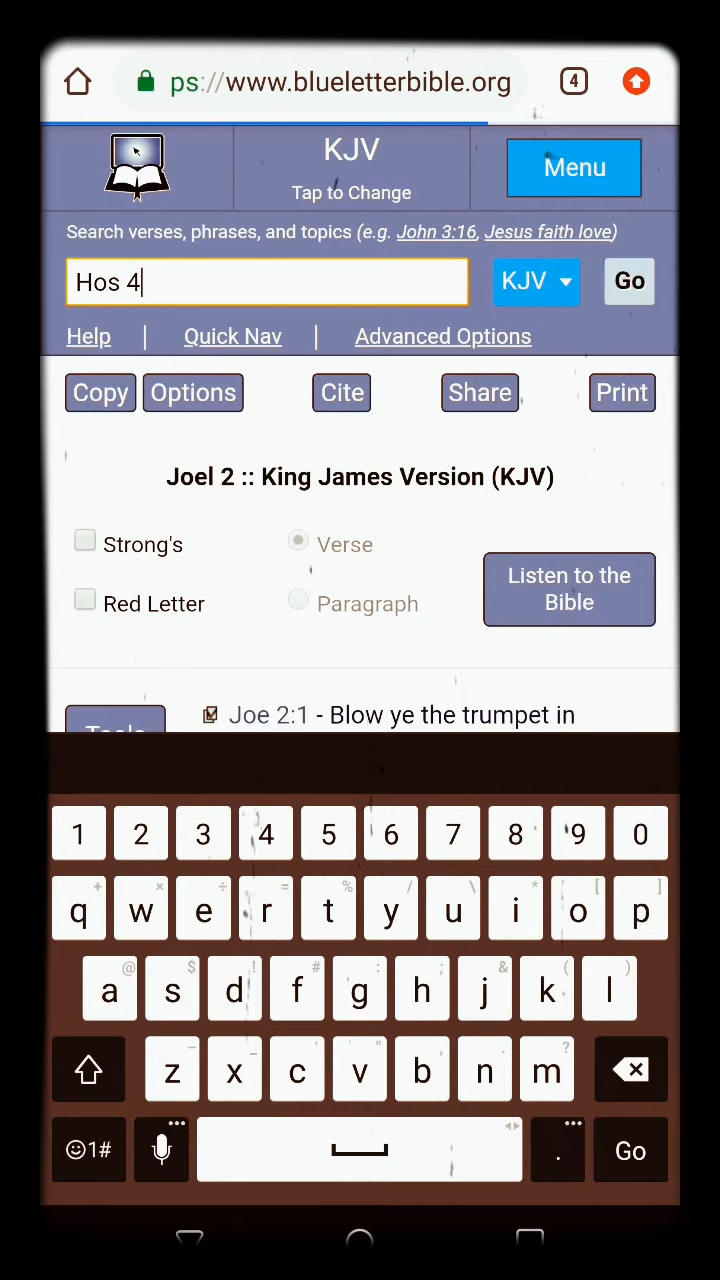 ps://www.blueletterbible.org 4
KJV
Tap to Change
Menu
Search verses, phrases, and topics (e.g. John 3:16, Jesus faith love)
Hos 4
KJV
Go
Help | Quick Nav | Advanced Options
Copy Options Cite Share Print
Joel 2 :: King James Version (KJV)
Strong's Verse
Red Letter Paragraph
Listen to the
Bible
Tools
Joe 2:1 - Blow ye the trumpet in
1 2 3 4 5 6 7 8 9 0
+ × ÷ = % / \ * [ ]
q w e r t y u i o p
@ $ ! # : ; & ( )
a s d f g h j k l
– _ ' " , . ?
z x c v b n m
1# . Go